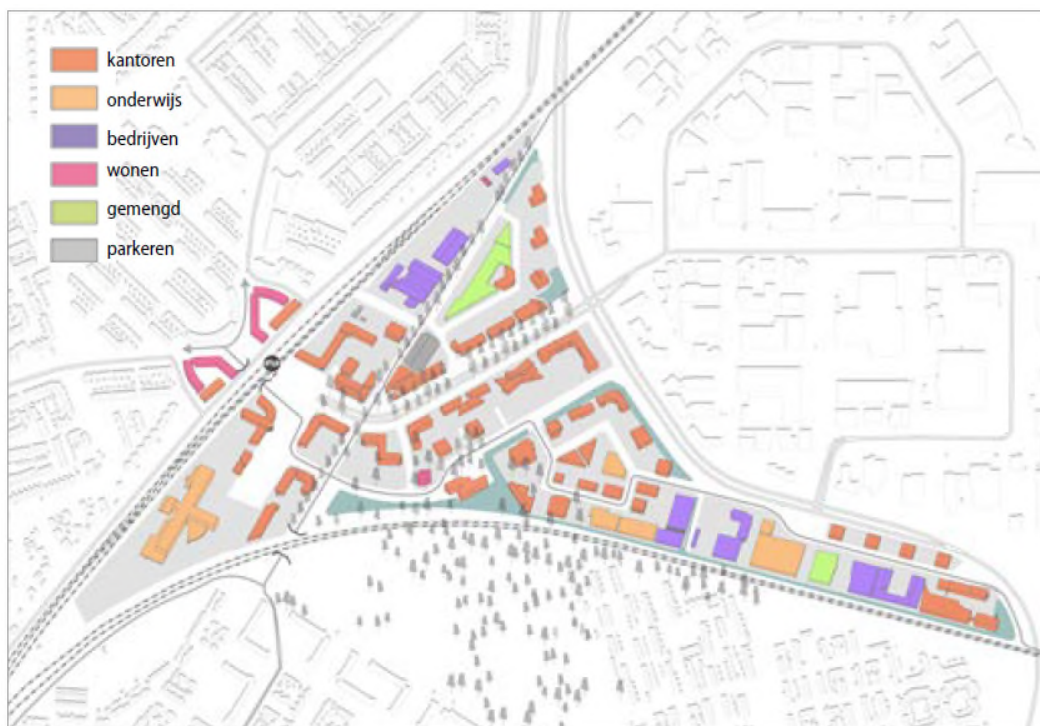 kantoren
onderwijs
bedrijven
wonen
gemengd
parkeren